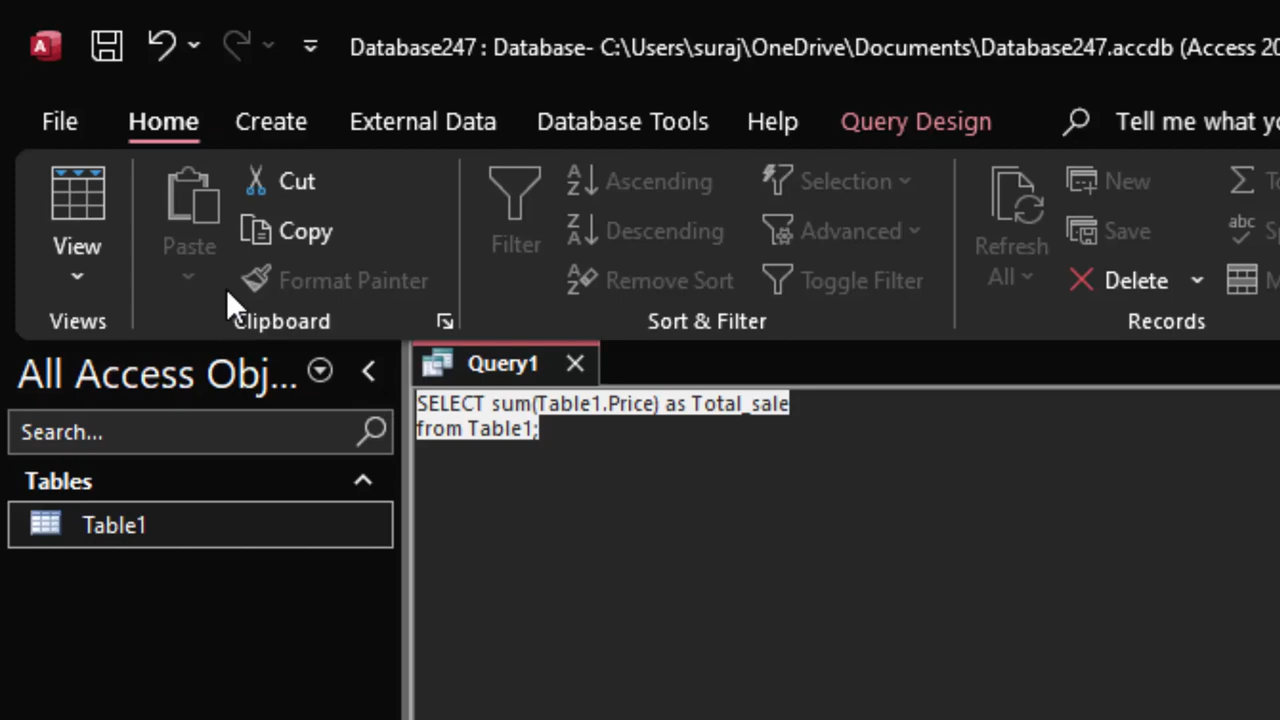 Database247 : Database- C:\Users\suraj\OneDrive\Documents\Database247.accdb (Access 20
File Home Create External Data Database Tools Help Query Design Tell me what yo
View
Views
Paste
Cut
Copy
Format Painter
Clipboard
Filter
Ascending
Descending
Remove Sort
Selection
Advanced
Toggle Filter
Sort & Filter
Refresh
All
New
Save
Delete
Records
All Access Obj...
Search...
Tables
Table1
Query1
SELECT sum(Table1.Price) as Total_sale
from Table1;